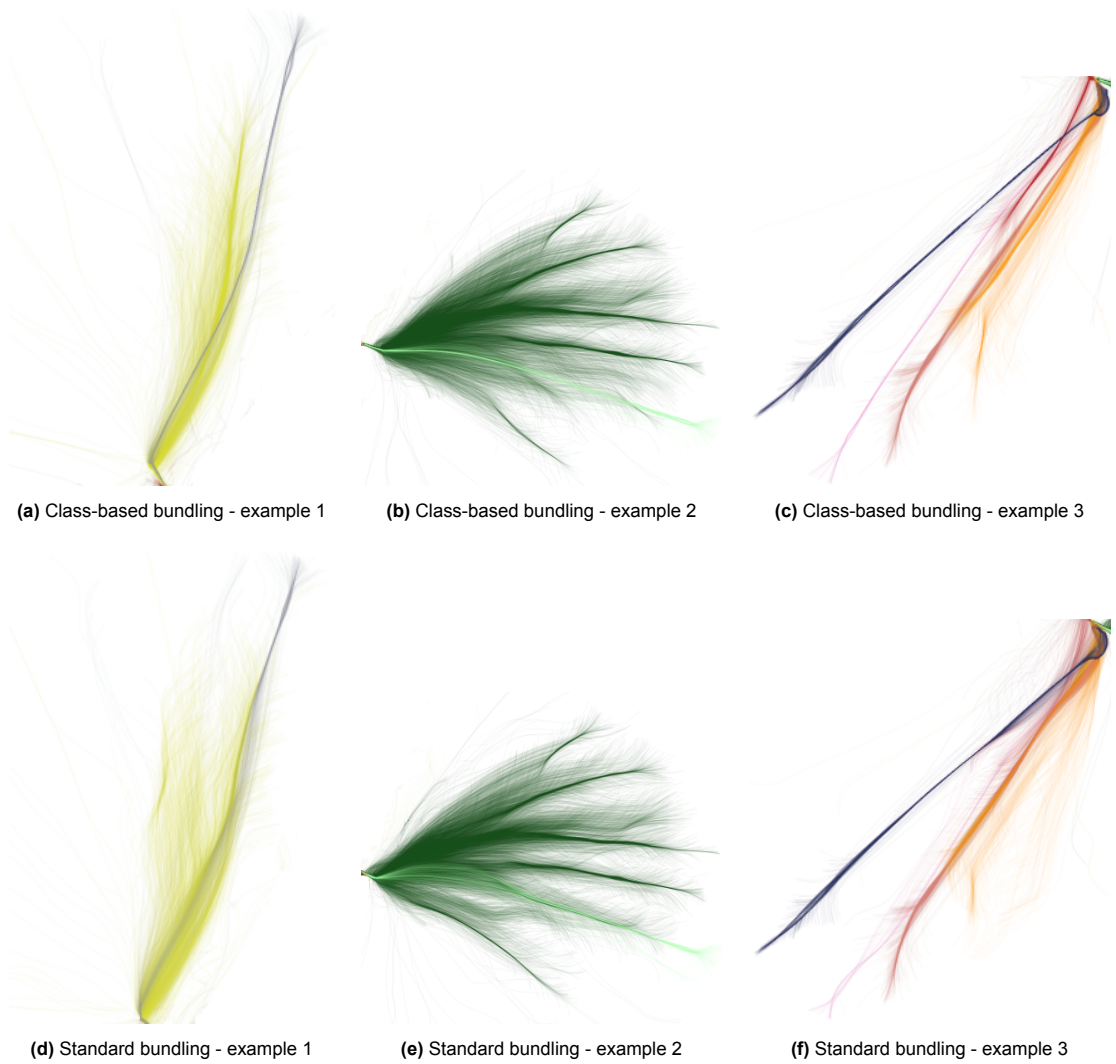 (a) Class-based bundling - example 1
(b) Class-based bundling - example 2
(c) Class-based bundling - example 3
(d) Standard bundling - example 1
(e) Standard bundling - example 2
(f) Standard bundling - example 3